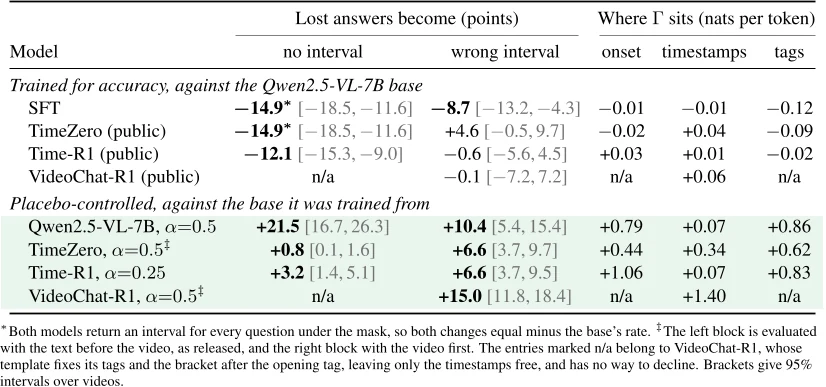 Lost answers become (points) Where Γ sits (nats per token)
Model no interval wrong interval onset timestamps tags
Trained for accuracy, against the Qwen2.5-VL-7B base
SFT −14.9* [−18.5, −11.6] −8.7 [−13.2, −4.3] −0.01 −0.01 −0.12
TimeZero (public) −14.9* [−18.5, −11.6] +4.6 [−0.5, 9.7] −0.02 +0.04 −0.09
Time-R1 (public) −12.1 [−15.3, −9.0] −0.6 [−5.6, 4.5] +0.03 +0.01 −0.02
VideoChat-R1 (public) n/a −0.1 [−7.2, 7.2] n/a +0.06 n/a
Placebo-controlled, against the base it was trained from
Qwen2.5-VL-7B, α=0.5 +21.5 [16.7, 26.3] +10.4 [5.4, 15.4] +0.79 +0.07 +0.86
TimeZero, α=0.5‡ +0.8 [0.1, 1.6] +6.6 [3.7, 9.7] +0.44 +0.34 +0.62
Time-R1, α=0.25 +3.2 [1.4, 5.1] +6.6 [3.7, 9.5] +1.06 +0.07 +0.83
VideoChat-R1, α=0.5‡ n/a +15.0 [11.8, 18.4] n/a +1.40 n/a
*Both models return an interval for every question under the mask, so both changes equal minus the base's rate. ‡The left block is evaluated
with the text before the video, as released, and the right block with the video first. The entries marked n/a belong to VideoChat-R1, whose
template fixes its tags and the bracket after the opening tag, leaving only the timestamps free, and has no way to decline. Brackets give 95%
intervals over videos.